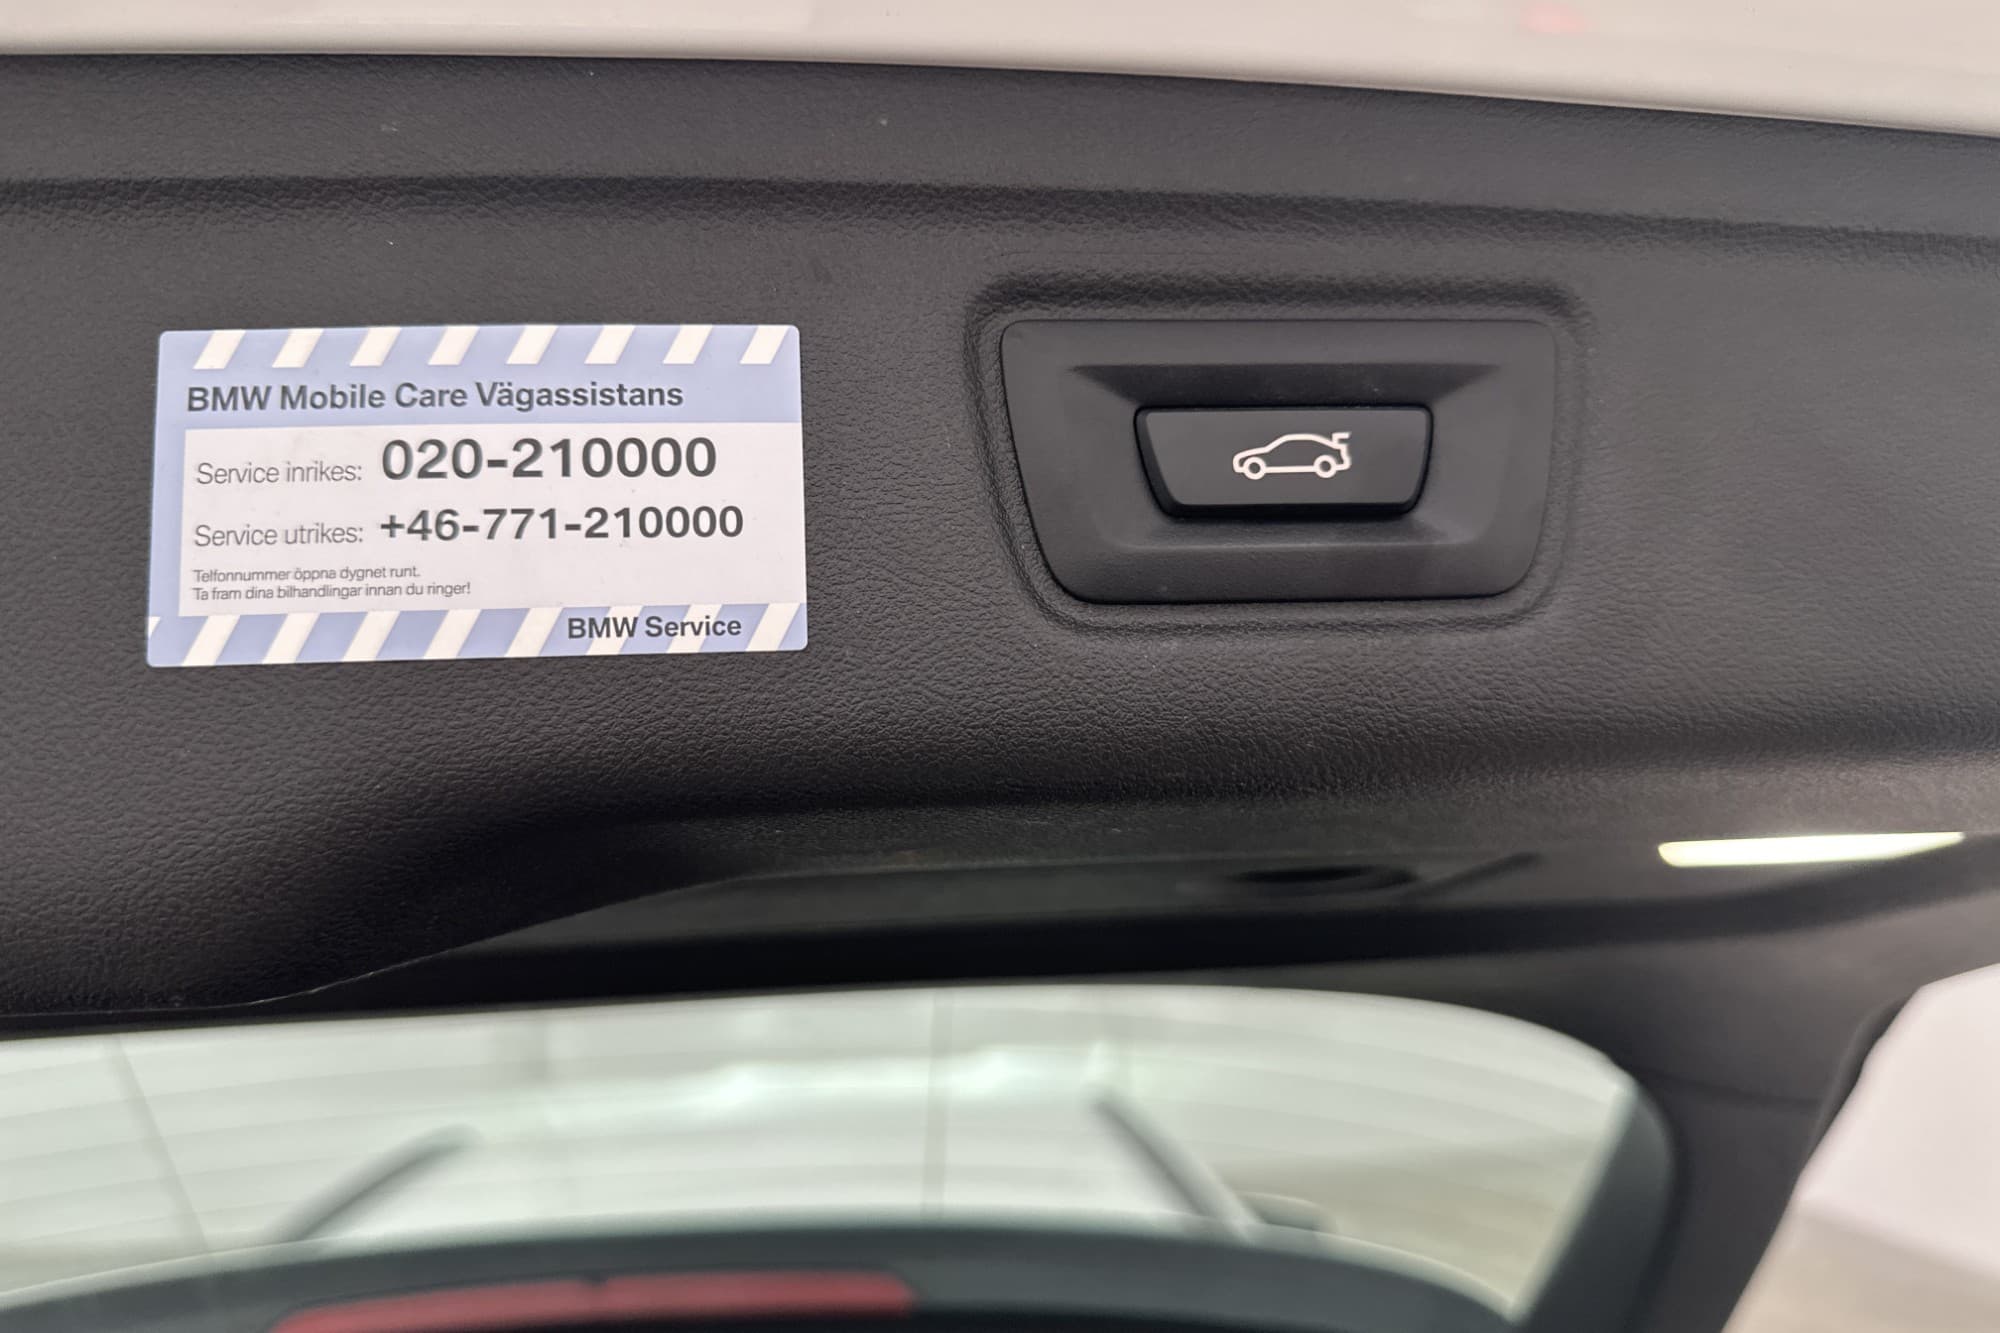 BMW Mobile Care Vägassistans
Service inrikes: 020-210000
Service utrikes: +46-771-210000
Telfonnummer öppna dygnet runt.
Ta fram dina bilhandlingar innan du ringer!
BMW Service